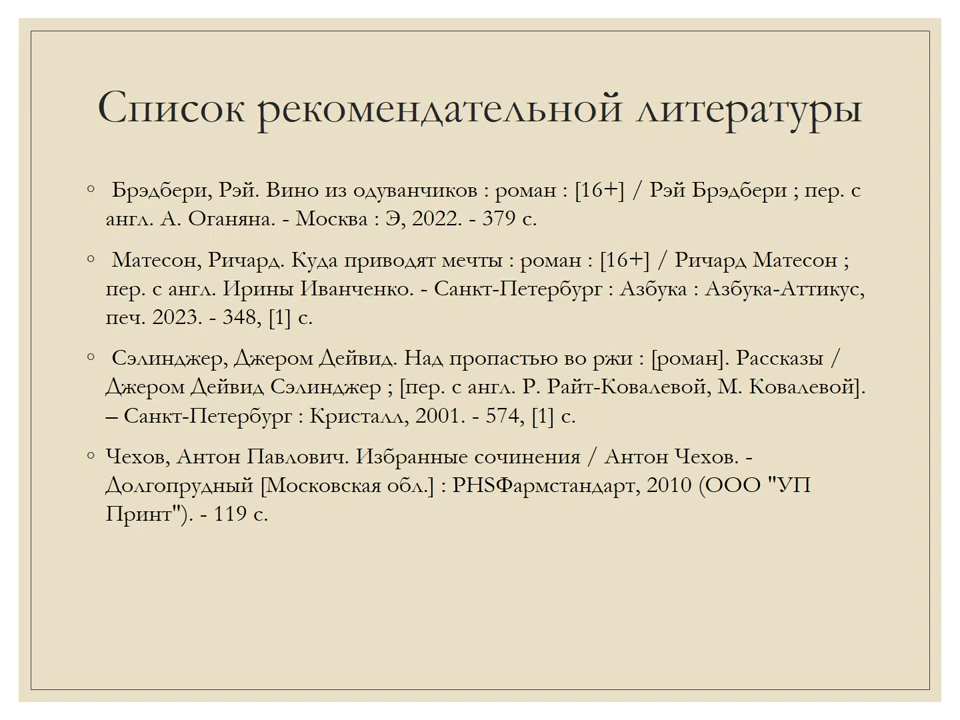 Список рекомендательной литературы
◦ Брэдбери, Рэй. Вино из одуванчиков : роман : [16+] / Рэй Брэдбери ; пер. с
англ. А. Оганяна. - Москва : Э, 2022. - 379 с.
◦ Матесон, Ричард. Куда приводят мечты : роман : [16+] / Ричард Матесон ;
пер. с англ. Ирины Иванченко. - Санкт-Петербург : Азбука : Азбука-Аттикус,
печ. 2023. - 348, [1] с.
◦ Сэлинджер, Джером Дейвид. Над пропастью во ржи : [роман]. Рассказы /
Джером Дейвид Сэлинджер ; [пер. с англ. Р. Райт-Ковалевой, М. Ковалевой].
– Санкт-Петербург : Кристалл, 2001. - 574, [1] с.
◦ Чехов, Антон Павлович. Избранные сочинения / Антон Чехов. -
Долгопрудный [Московская обл.] : PHSФармстандарт, 2010 (ООО "УП
Принт"). - 119 с.